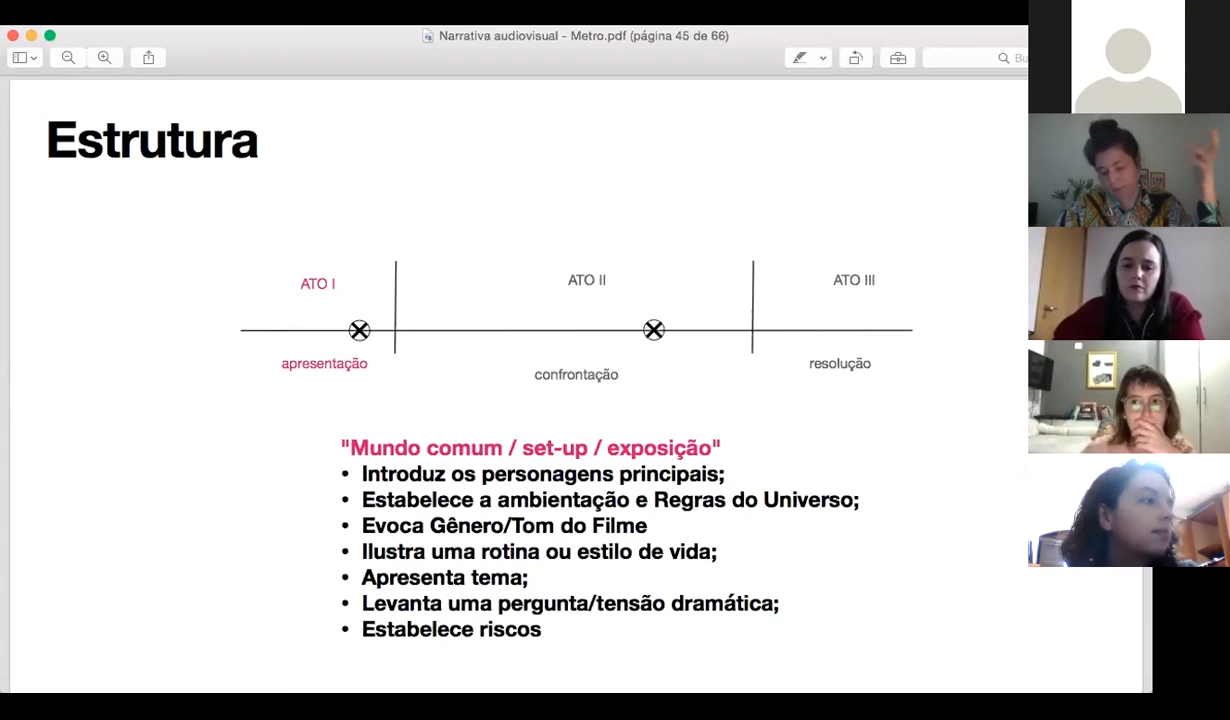 Narrativa audiovisual - Metro.pdf (página 45 de 66)
Bu
Estrutura
ATO I
ATO II
ATO III
apresentação
confrontação
resolução
"Mundo comum / set-up / exposição"
• Introduz os personagens principais;
• Estabelece a ambientação e Regras do Universo;
• Evoca Gênero/Tom do Filme
• Ilustra uma rotina ou estilo de vida;
• Apresenta tema;
• Levanta uma pergunta/tensão dramática;
• Estabelece riscos